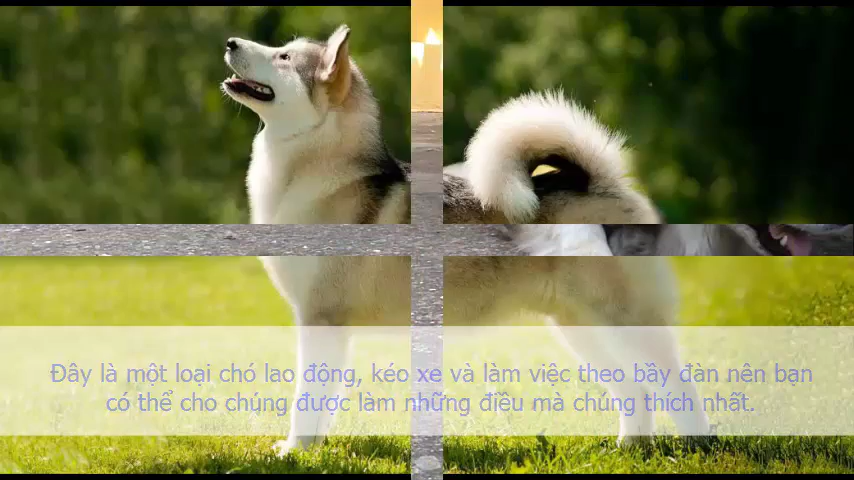 Đây là một loại chó lao động, kéo xe và làm việc theo bầy đàn nên bạn
có thể cho chúng được làm những điều mà chúng thích nhất.